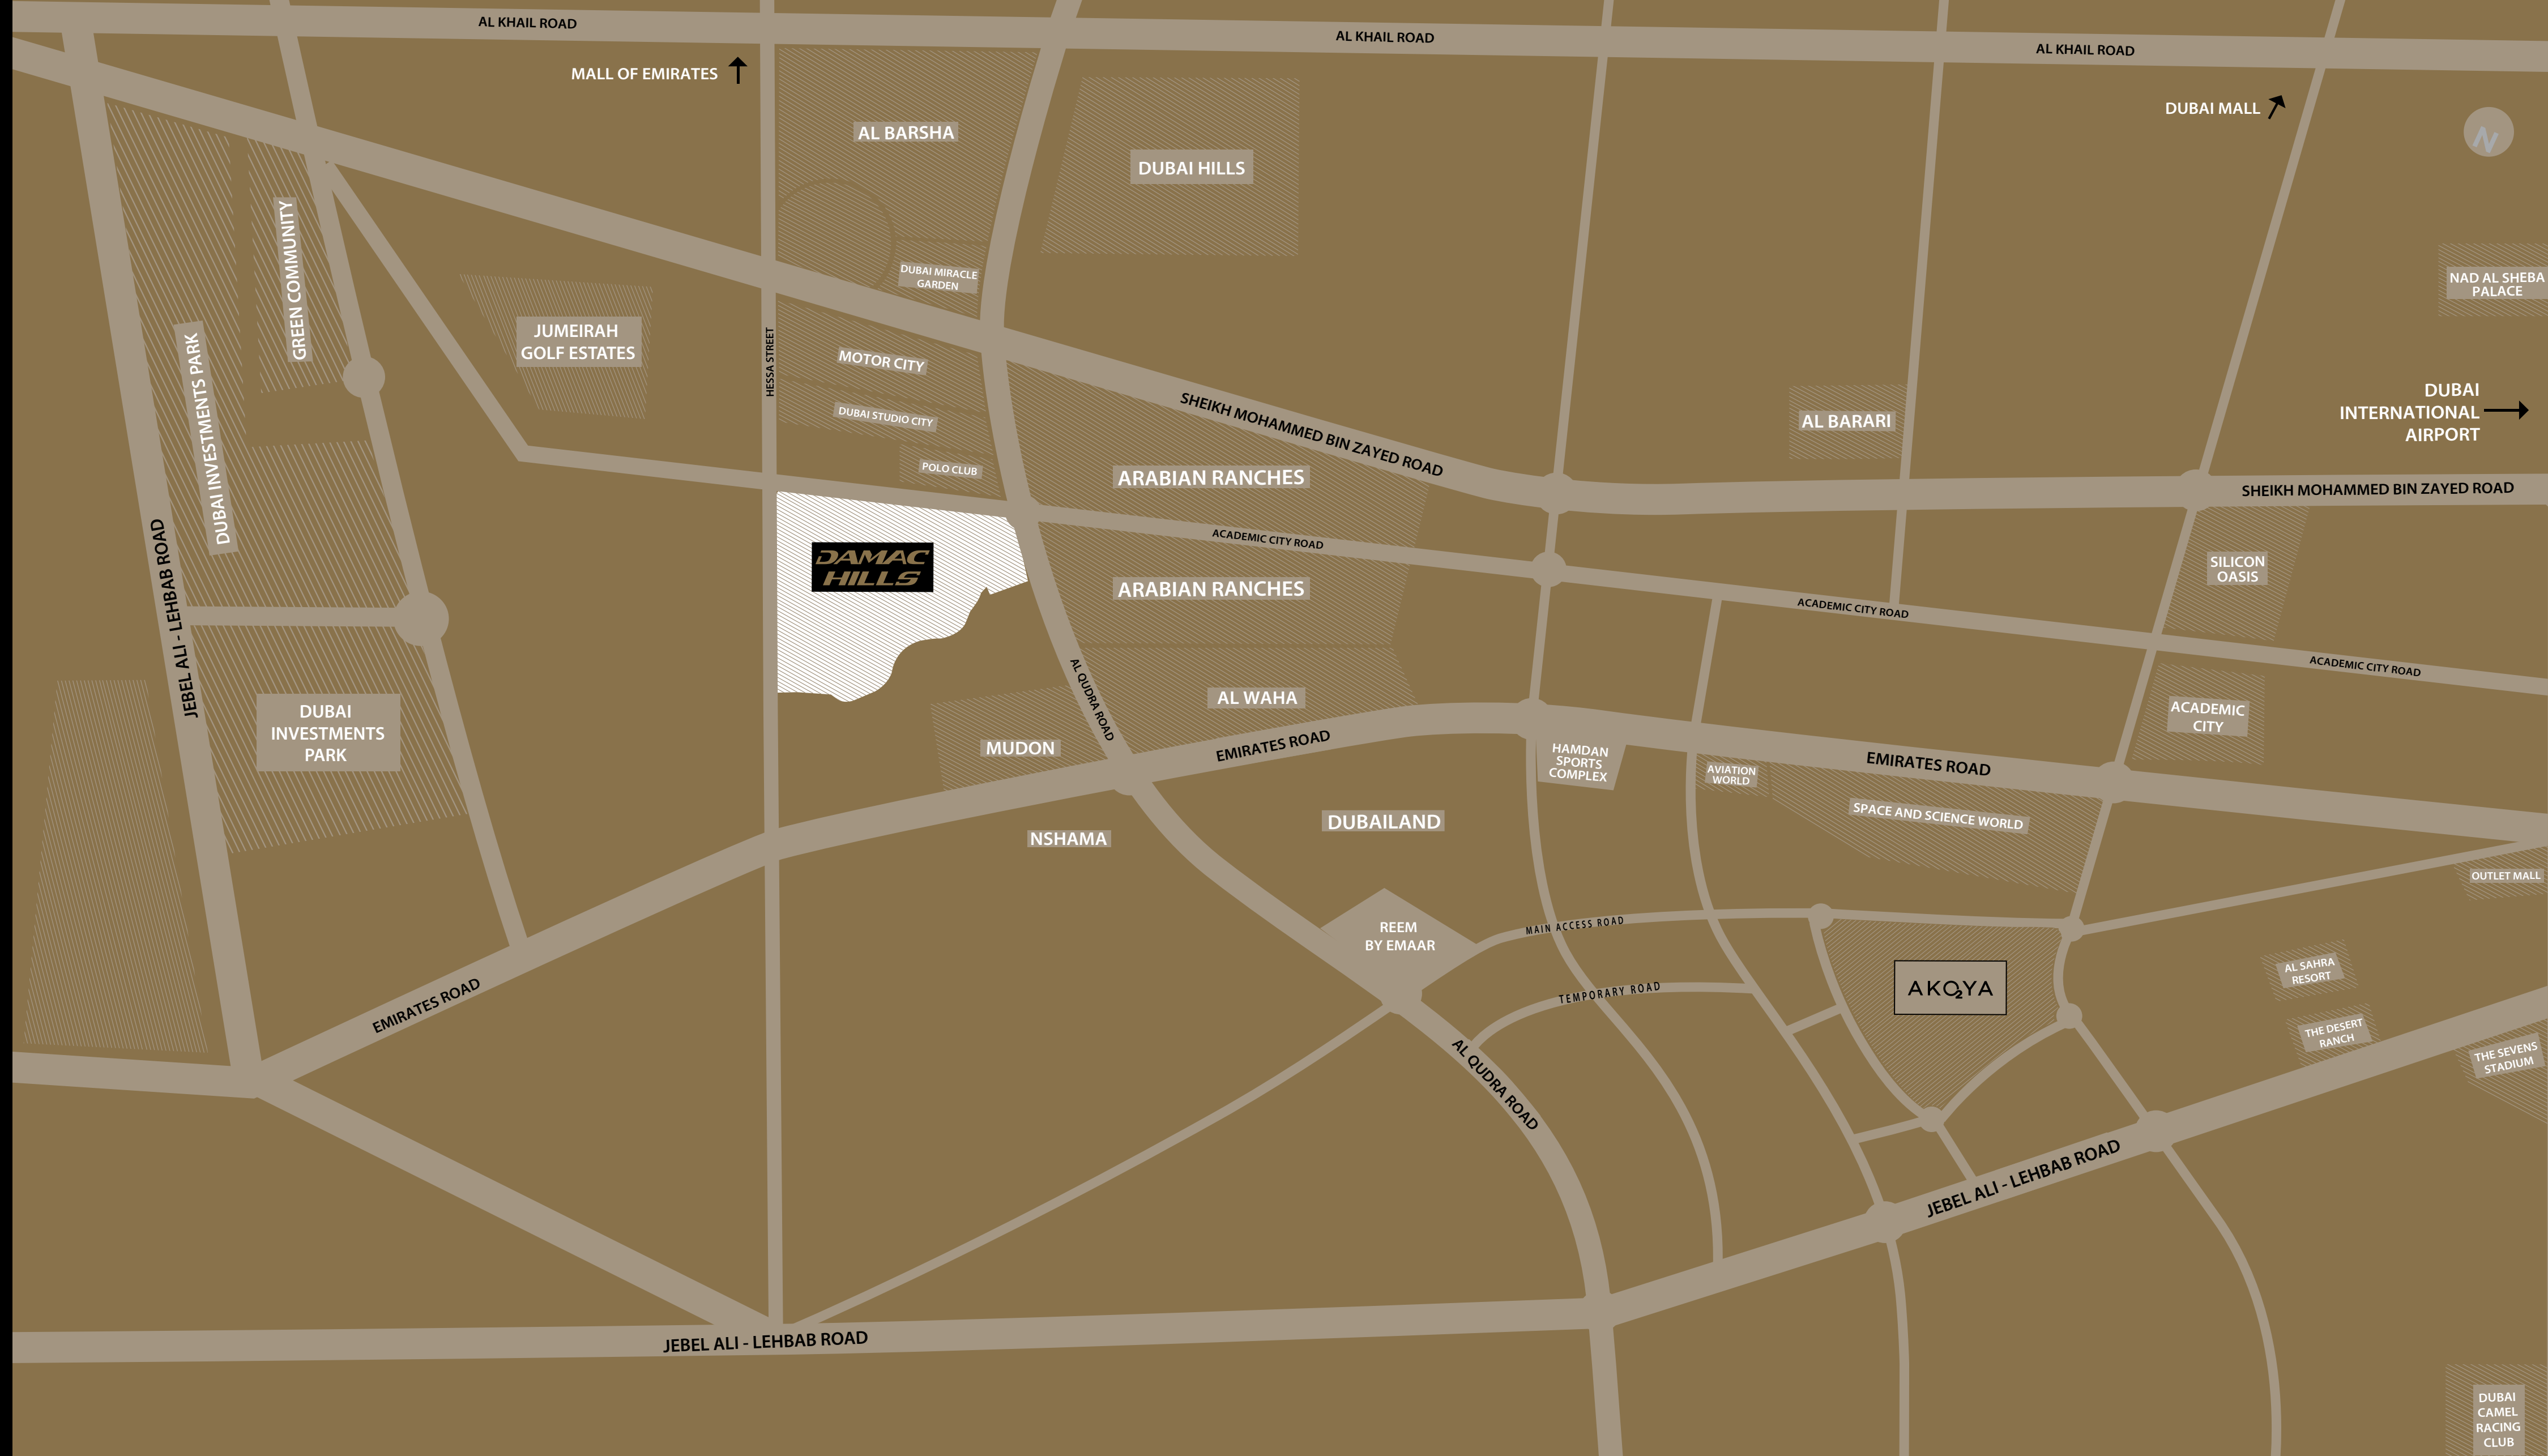 AL KHAIL ROAD
AL KHAIL ROAD
AL KHAIL ROAD
MALL OF EMIRATES
DUBAI MALL
N
AL BARSHA
DUBAI HILLS
GREEN COMMUNITY
DUBAI MIRACLE
GARDEN
NAD AL SHEBA
PALACE
JUMEIRAH
GOLF ESTATES
HESSA STREET
MOTOR CITY
DUBAI STUDIO CITY
POLO CLUB
SHEIKH MOHAMMED BIN ZAYED ROAD
AL BARARI
DUBAI
INTERNATIONAL
AIRPORT
SHEIKH MOHAMMED BIN ZAYED ROAD
DUBAI INVESTMENTS PARK
ARABIAN RANCHES
ACADEMIC CITY ROAD
DAMAC
HILLS
ARABIAN RANCHES
SILICON
OASIS
ACADEMIC CITY ROAD
ACADEMIC CITY ROAD
JEBEL ALI - LEHBAB ROAD
DUBAI
INVESTMENTS
PARK
AL QUDRA ROAD
AL WAHA
ACADEMIC
CITY
MUDON
EMIRATES ROAD
HAMDAN
SPORTS
COMPLEX
AVIATION
WORLD
EMIRATES ROAD
SPACE AND SCIENCE WORLD
NSHAMA
DUBAILAND
OUTLET MALL
REEM
BY EMAAR
MAIN ACCESS ROAD
TEMPORARY ROAD
AKO2YA
AL SAHRA
RESORT
THE DESERT
RANCH
THE SEVENS
STADIUM
EMIRATES ROAD
AL QUDRA ROAD
JEBEL ALI - LEHBAB ROAD
JEBEL ALI - LEHBAB ROAD
DUBAI
CAMEL
RACING
CLUB